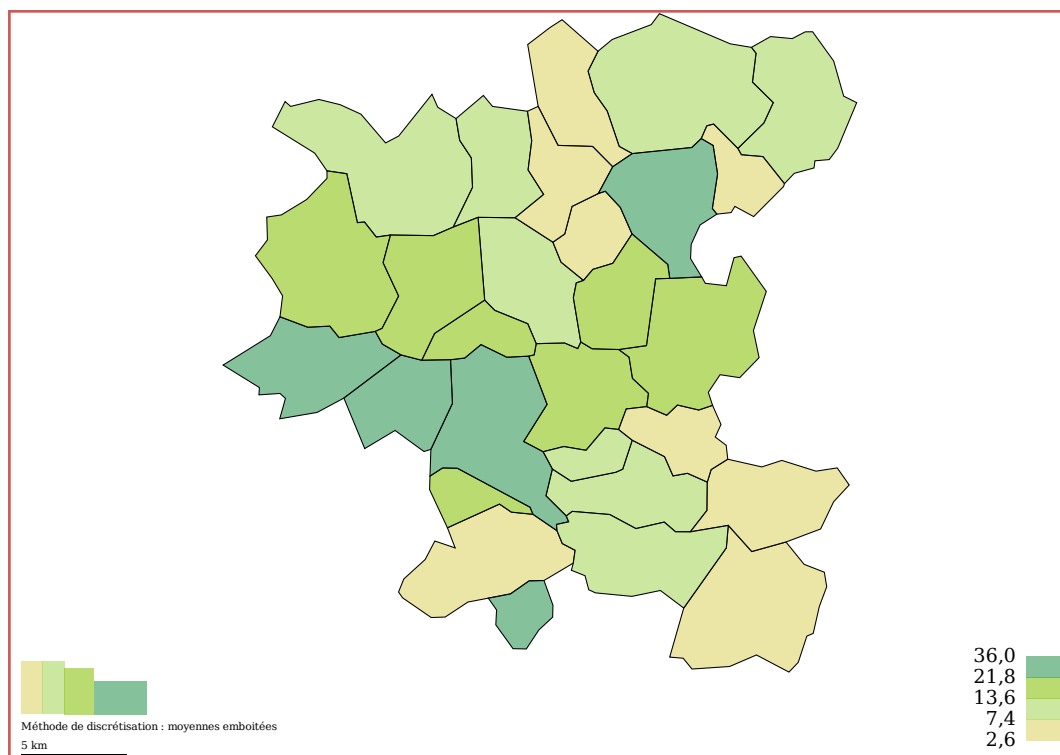 36,0
21,8
13,6
7,4
2,6
Méthode de discrétisation : moyennes emboitées
5 km